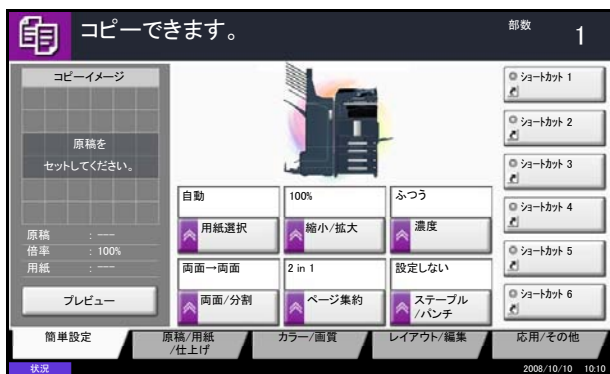 コピーできます。
部数
1
コピーイメージ
原稿を
セットしてください。
原稿 : ---
倍率 : 100%
用紙 : ---
プレビュー
自動
用紙選択
100%
縮小/拡大
ふつう
濃度
両面→両面
両面/分割
2 in 1
ページ集約
設定しない
ステープル
/パンチ
ショートカット 1
ショートカット 2
ショートカット 3
ショートカット 4
ショートカット 5
ショートカット 6
簡単設定
原稿/用紙
/仕上げ
カラー/画質
レイアウト/編集
応用/その他
状況
2008/10/10 10:10